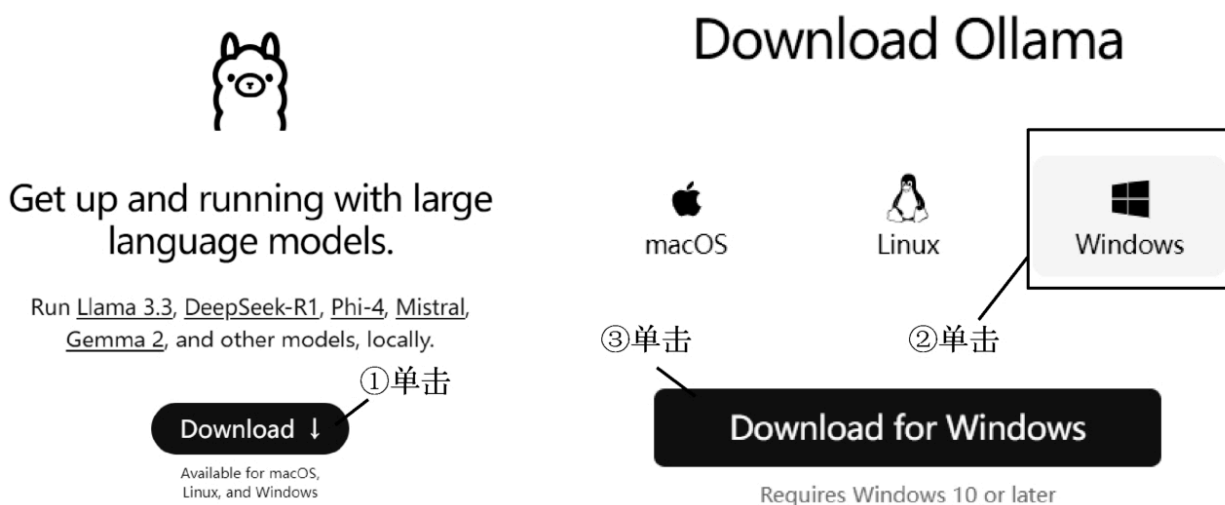 Get up and running with large
language models.
Run Llama 3.3, DeepSeek-R1, Phi-4, Mistral,
Gemma 2, and other models, locally.
①单击
Download ↓
Available for macOS,
Linux, and Windows
Download Ollama
macOS
Linux
Windows
③单击
②单击
Download for Windows
Requires Windows 10 or later